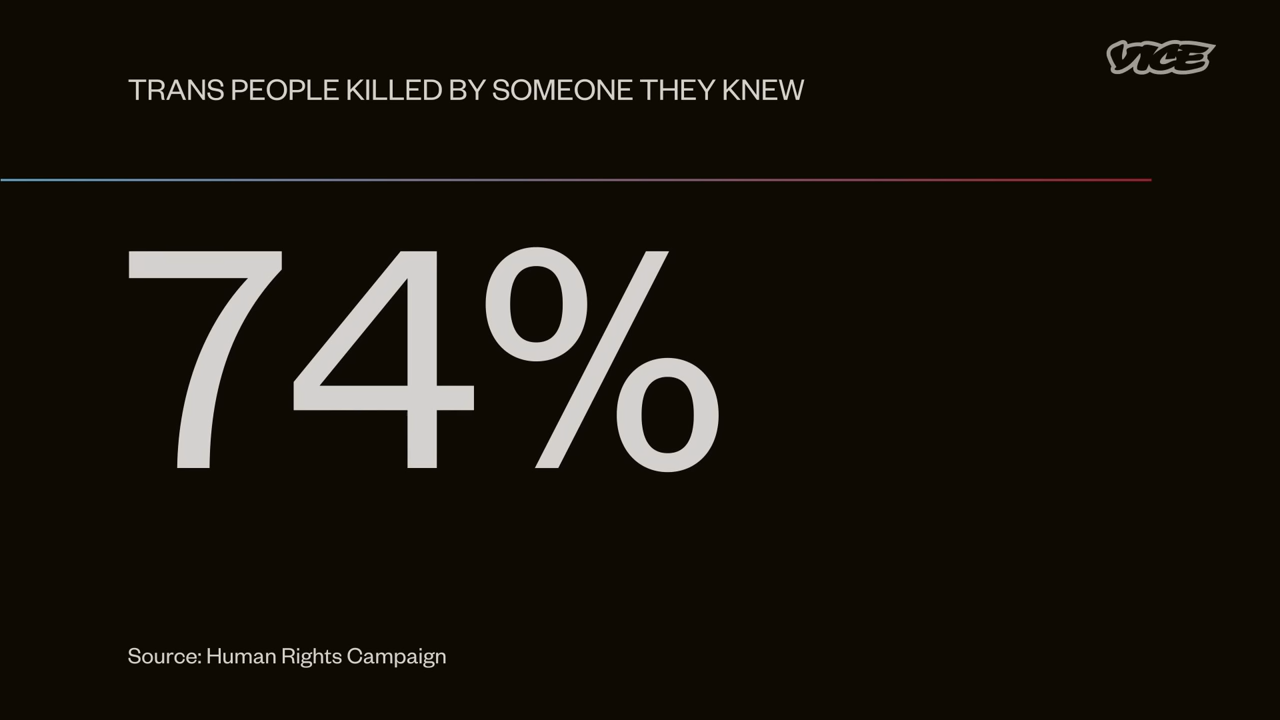 VICE
TRANS PEOPLE KILLED BY SOMEONE THEY KNEW
74%
Source: Human Rights Campaign